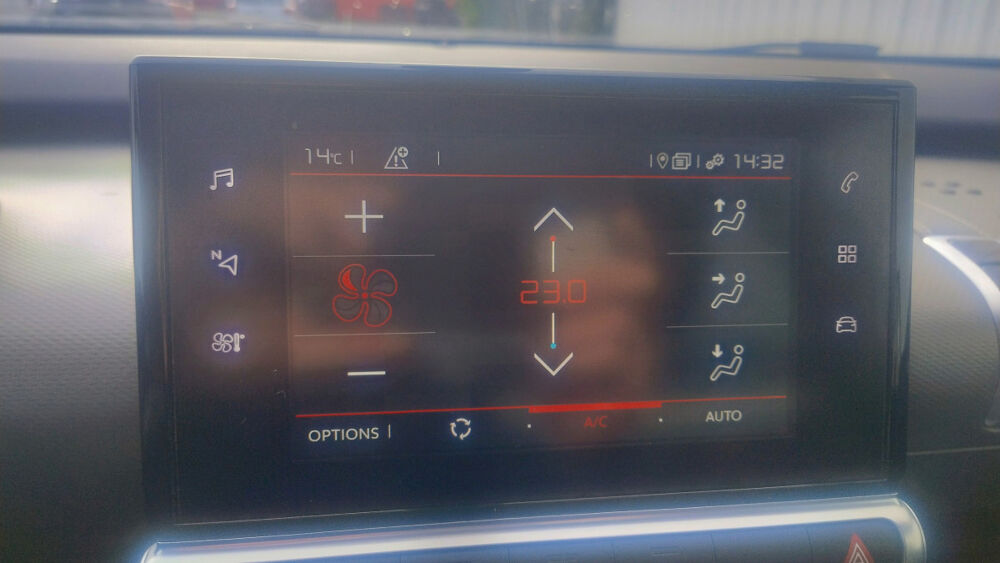 14°C
14:32
N
23.0
OPTIONS
A/C
AUTO